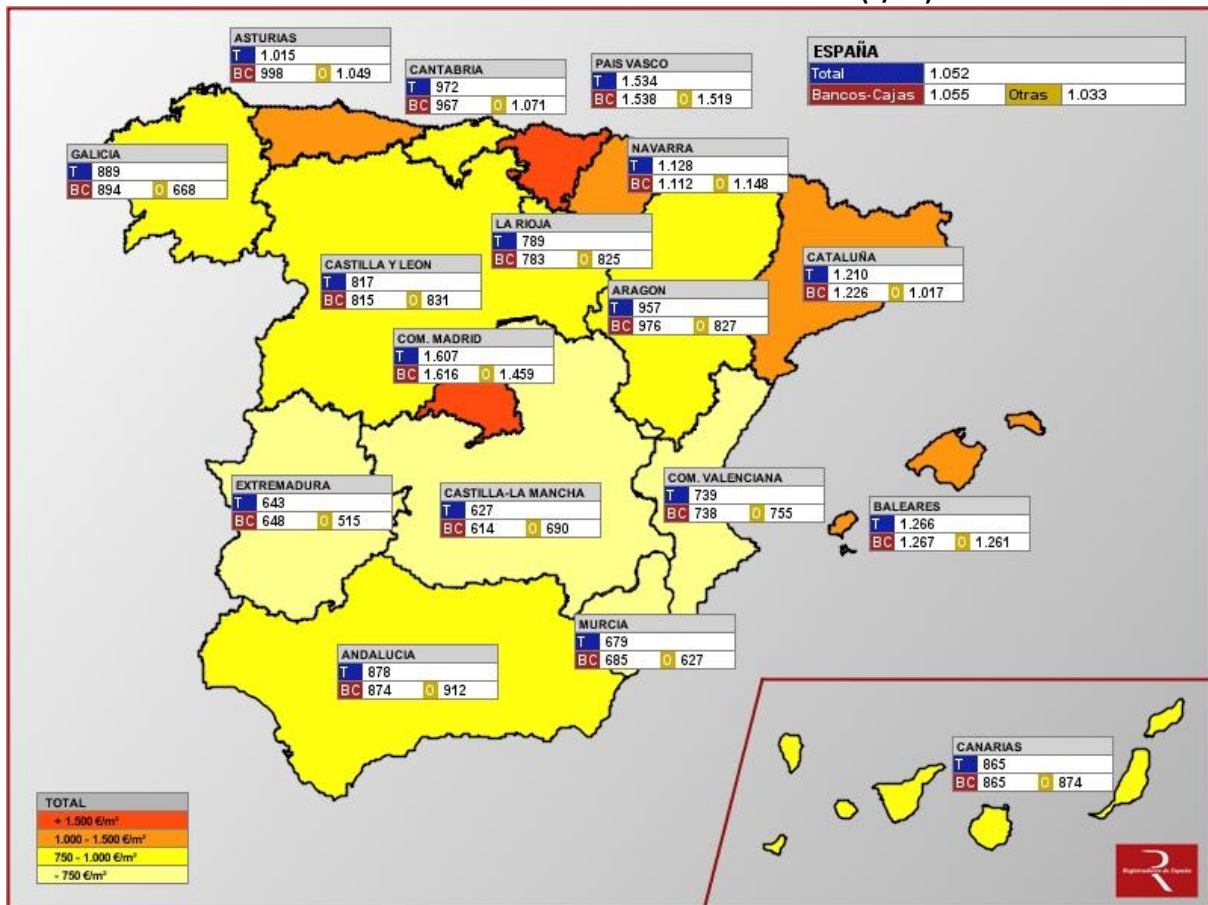 ASTURIAS
T 1.015
BC 998 O 1.049
CANTABRIA
T 972
BC 967 O 1.071
PAIS VASCO
T 1.534
BC 1.538 O 1.519
ESPAÑA
Total 1.052
Bancos-Cajas 1.055 Otras 1.033
GALICIA
T 889
BC 894 O 668
NAVARRA
T 1.128
BC 1.112 O 1.148
LA RIOJA
T 789
BC 783 O 825
CASTILLA Y LEON
T 817
BC 815 O 831
CATALUÑA
T 1.210
BC 1.226 O 1.017
ARAGON
T 957
BC 976 O 827
COM. MADRID
T 1.607
BC 1.616 O 1.459
EXTREMADURA
T 643
BC 648 O 515
CASTILLA-LA MANCHA
T 627
BC 614 O 690
COM. VALENCIANA
T 739
BC 738 O 755
BALEARES
T 1.266
BC 1.267 O 1.261
MURCIA
T 679
BC 685 O 627
ANDALUCIA
T 878
BC 874 O 912
CANARIAS
T 865
BC 865 O 874
TOTAL
+ 1.500 €/m²
1.000 - 1.500 €/m²
750 - 1.000 €/m²
- 750 €/m²
R
Registradores de España